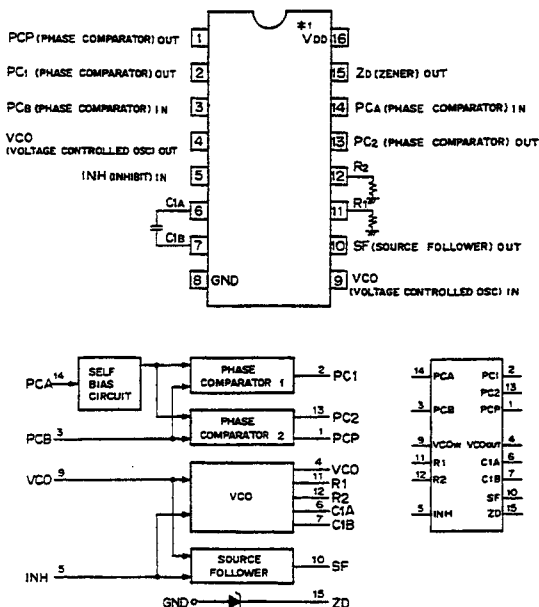 *1
PCP (PHASE COMPARATOR) OUT 1 VDD 16
PC1 (PHASE COMPARATOR) OUT 2 15 ZD (ZENER) OUT
PCB (PHASE COMPARATOR) IN 3 14 PCA (PHASE COMPARATOR) IN
VCO (VOLTAGE CONTROLLED OSC) OUT 4 13 PC2 (PHASE COMPARATOR) OUT
INH (INHIBIT) IN 5 12 R2
C1A 6 11 R1
C1B 7 10 SF (SOURCE FOLLOWER) OUT
8 GND 9 VCO (VOLTAGE CONTROLLED OSC) IN
PCA 14
SELF
BIAS
CIRCUIT
PHASE
COMPARATOR 1
2 PC1
PCB 3
PHASE
COMPARATOR 2
13 PC2
1 PCP
VCO 9
VCO
4 VCO
11 R1
12 R2
6 C1A
7 C1B
INH 5
SOURCE
FOLLOWER
10 SF
GND 15 ZD
14 PCA PC1 2
PC2 13
3 PCB PCP 1
9 VCOIN VCOOUT 4
11 R1 C1A 6
12 R2 C1B 7
SF 10
5 INH ZD 15